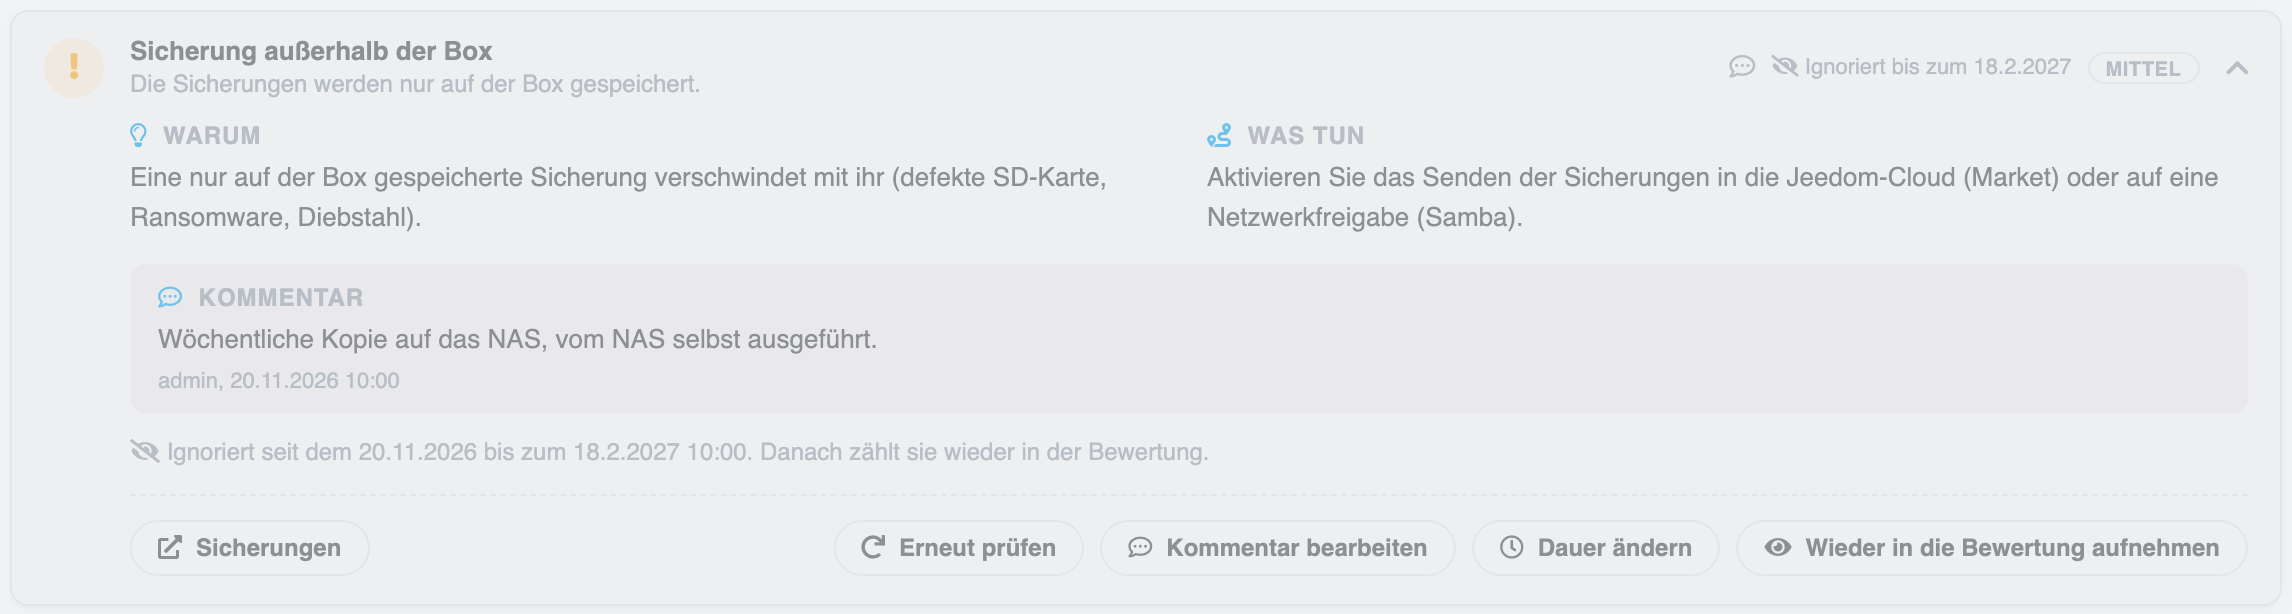 Sicherung außerhalb der Box
Die Sicherungen werden nur auf der Box gespeichert.
Ignoriert bis zum 18.2.2027
MITTEL
WARUM
Eine nur auf der Box gespeicherte Sicherung verschwindet mit ihr (defekte SD-Karte,
Ransomware, Diebstahl).
WAS TUN
Aktivieren Sie das Senden der Sicherungen in die Jeedom-Cloud (Market) oder auf eine
Netzwerkfreigabe (Samba).
KOMMENTAR
Wöchentliche Kopie auf das NAS, vom NAS selbst ausgeführt.
admin, 20.11.2026 10:00
Ignoriert seit dem 20.11.2026 bis zum 18.2.2027 10:00. Danach zählt sie wieder in der Bewertung.
Sicherungen
Erneut prüfen
Kommentar bearbeiten
Dauer ändern
Wieder in die Bewertung aufnehmen